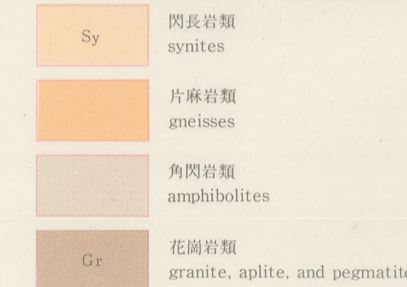 Sy
閃長岩類
synites
片麻岩類
gneisses
角閃岩類
amphibolites
Gr
花崗岩類
granite, aplite, and pegmatite